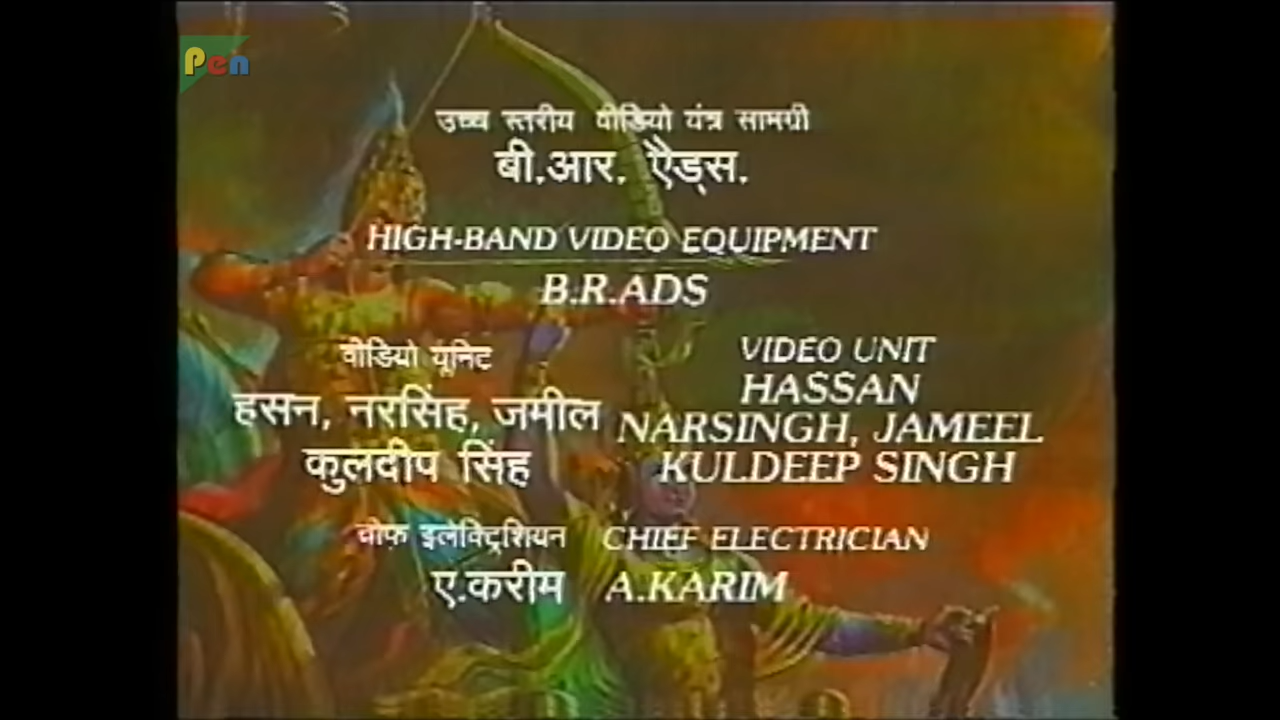 Pen
उच्च स्तरीय वीडियो यंत्र सामग्री
बी.आर. ऐड्स.
HIGH-BAND VIDEO EQUIPMENT
B.R.ADS
वीडियो यूनिट
हसन, नरसिंह, जमील
कुलदीप सिंह
VIDEO UNIT
HASSAN
NARSINGH, JAMEEL
KULDEEP SINGH
चीफ़ इलेक्ट्रिशियन
ए.करीम
CHIEF ELECTRICIAN
A.KARIM